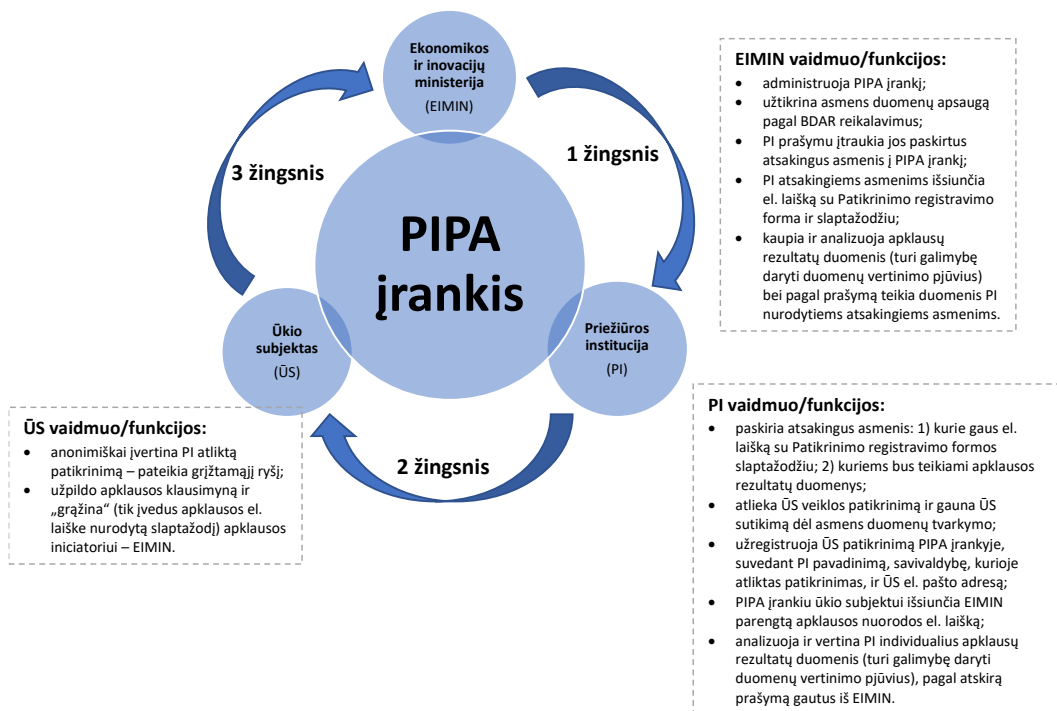 Ekonomikos
ir inovacijų
ministerija
(EIMIN)
1 žingsnis
3 žingsnis
PIPA
įrankis
Ūkio
subjektas
(ŪS)
Priežiūros
institucija
(PI)
2 žingsnis
EIMIN vaidmuo/funkcijos:
• administruoja PIPA įrankį;
• užtikrina asmens duomenų apsaugą
pagal BDAR reikalavimus;
• PI prašymu įtraukia jos paskirtus
atsakingus asmenis į PIPA įrankį;
• PI atsakingiems asmenims išsiunčia
el. laišką su Patikrinimo registravimo
forma ir slaptažodžiu;
• kaupia ir analizuoja apklausų
rezultatų duomenis (turi galimybę
daryti duomenų vertinimo pjūvius)
bei pagal prašymą teikia duomenis PI
nurodytiems atsakingiems asmenims.
ŪS vaidmuo/funkcijos:
• anonimiškai įvertina PI atliktą
patikrinimą – pateikia grįžtamąjį ryšį;
• užpildo apklausos klausimyną ir
„grąžina“ (tik įvedus apklausos el.
laiške nurodytą slaptažodį) apklausos
iniciatoriui – EIMIN.
PI vaidmuo/funkcijos:
• paskiria atsakingus asmenis: 1) kurie gaus el.
laišką su Patikrinimo registravimo formos
slaptažodžiu; 2) kuriems bus teikiami apklausos
rezultatų duomenys;
• atlieka ŪS veiklos patikrinimą ir gauna ŪS
sutikimą dėl asmens duomenų tvarkymo;
• užregistruoja ŪS patikrinimą PIPA įrankyje,
suvedant PI pavadinimą, savivaldybę, kurioje
atliktas patikrinimas, ir ŪS el. pašto adresą;
• PIPA įrankiu ūkio subjektui išsiunčia EIMIN
parengtą apklausos nuorodos el. laišką;
• analizuoja ir vertina PI individualius apklausų
rezultatų duomenis (turi galimybę daryti
duomenų vertinimo pjūvius), pagal atskirą
prašymą gautus iš EIMIN.